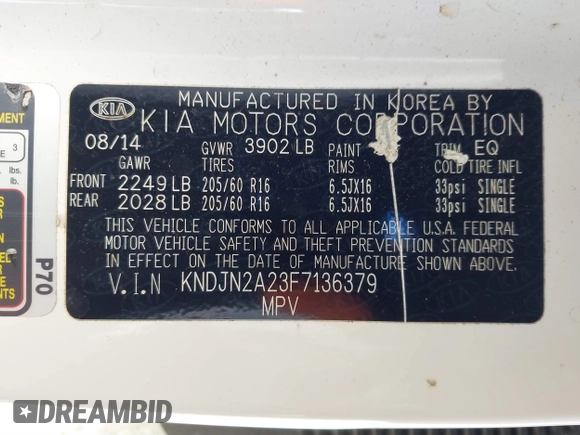 MANUFACTURED IN KOREA BY
KIA KIA MOTORS CORPORATION
08/14 GVWR 3902 LB PAINT TRIM EQ
GAWR TIRES RIMS COLD TIRE INFL
FRONT 2249 LB 205/60 R16 6.5JX16 33psi SINGLE
REAR 2028 LB 205/60 R16 6.5JX16 33psi SINGLE
THIS VEHICLE CONFORMS TO ALL APPLICABLE U.S.A. FEDERAL
MOTOR VEHICLE SAFETY AND THEFT PREVENTION STANDARDS
IN EFFECT ON THE DATE OF MANUFACTURE SHOWN ABOVE.
V.I.N KNDJN2A23F7136379
MPV
P70
3
lbs.
lb.
DREAMBID